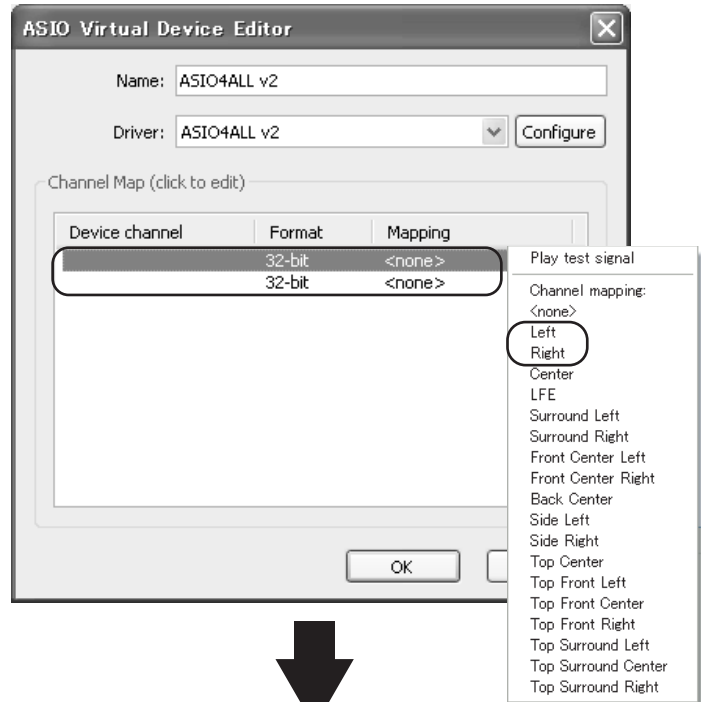 ASIO Virtual Device Editor
Name: ASIO4ALL v2
Driver: ASIO4ALL v2 Configure
Channel Map (click to edit)
Device channel Format Mapping
32-bit <none>
32-bit <none>
OK
Play test signal
Channel mapping:
<none>
Left
Right
Center
LFE
Surround Left
Surround Right
Front Center Left
Front Center Right
Back Center
Side Left
Side Right
Top Center
Top Front Left
Top Front Center
Top Front Right
Top Surround Left
Top Surround Center
Top Surround Right